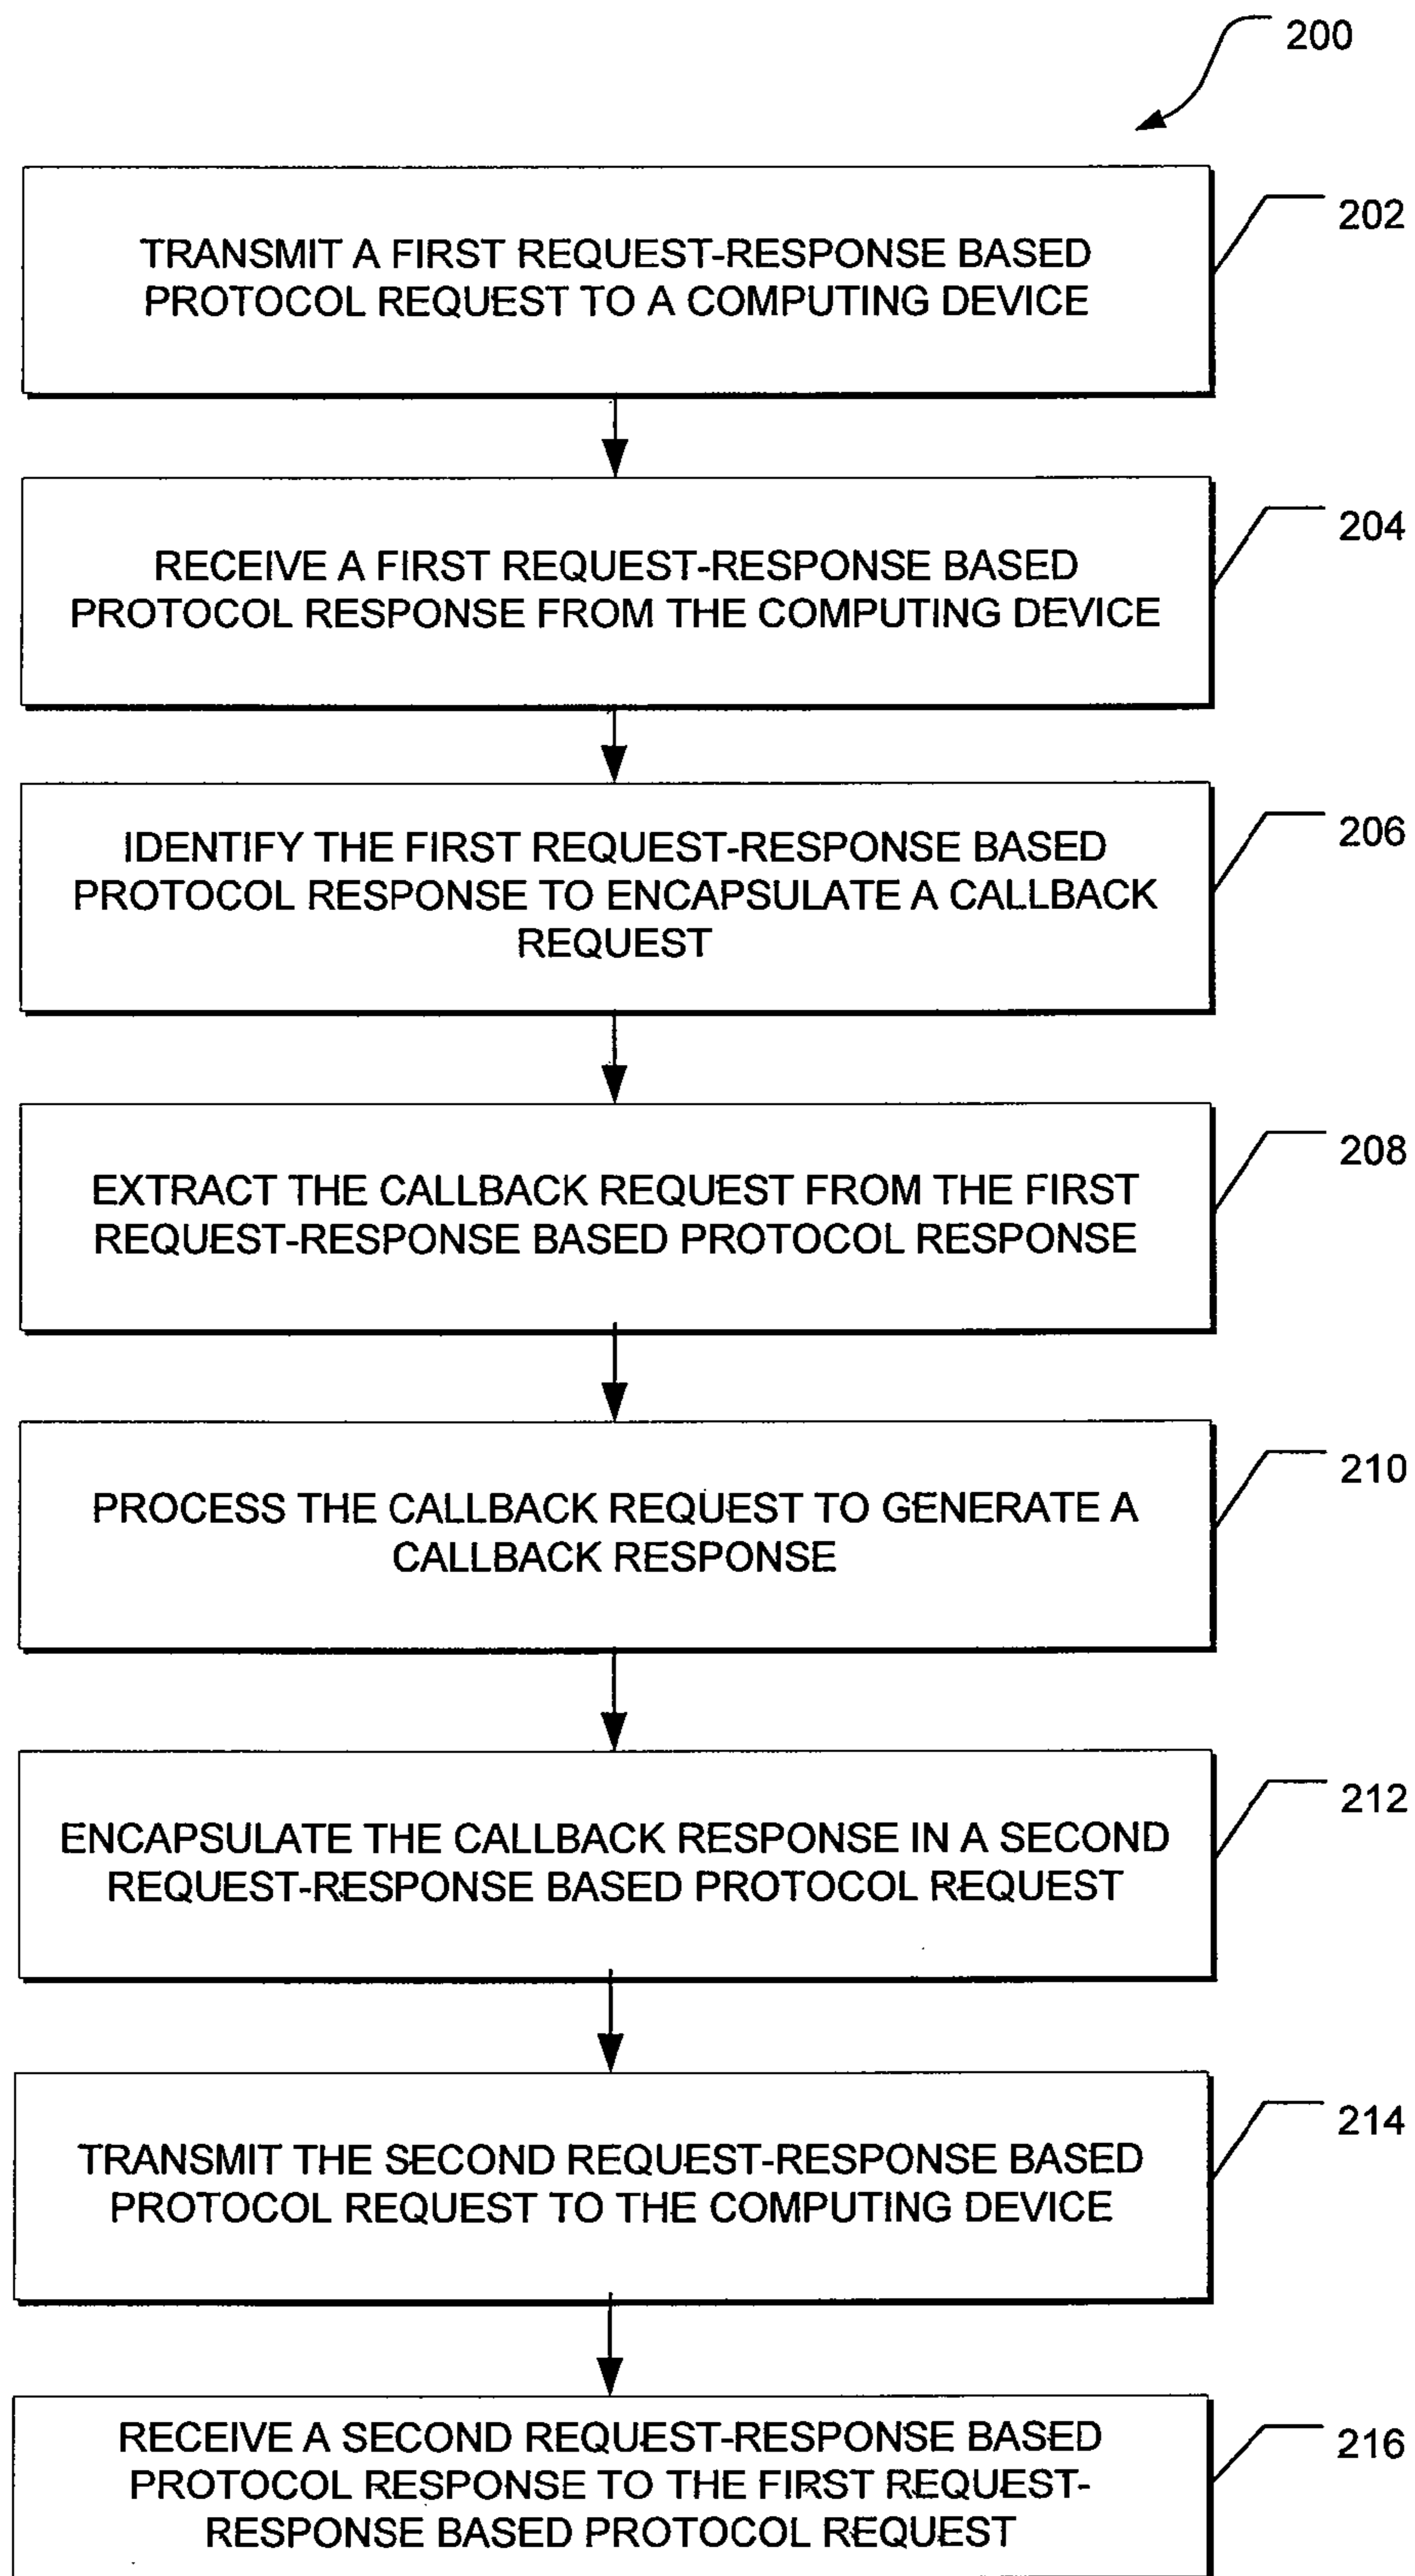 200
TRANSMIT A FIRST REQUEST-RESPONSE BASED
PROTOCOL REQUEST TO A COMPUTING DEVICE
202
RECEIVE A FIRST REQUEST-RESPONSE BASED
PROTOCOL RESPONSE FROM THE COMPUTING DEVICE
204
IDENTIFY THE FIRST REQUEST-RESPONSE BASED
PROTOCOL RESPONSE TO ENCAPSULATE A CALLBACK
REQUEST
206
EXTRACT THE CALLBACK REQUEST FROM THE FIRST
REQUEST-RESPONSE BASED PROTOCOL RESPONSE
208
PROCESS THE CALLBACK REQUEST TO GENERATE A
CALLBACK RESPONSE
210
ENCAPSULATE THE CALLBACK RESPONSE IN A SECOND
REQUEST-RESPONSE BASED PROTOCOL REQUEST
212
TRANSMIT THE SECOND REQUEST-RESPONSE BASED
PROTOCOL REQUEST TO THE COMPUTING DEVICE
214
RECEIVE A SECOND REQUEST-RESPONSE BASED
PROTOCOL RESPONSE TO THE FIRST REQUEST-
RESPONSE BASED PROTOCOL REQUEST
216